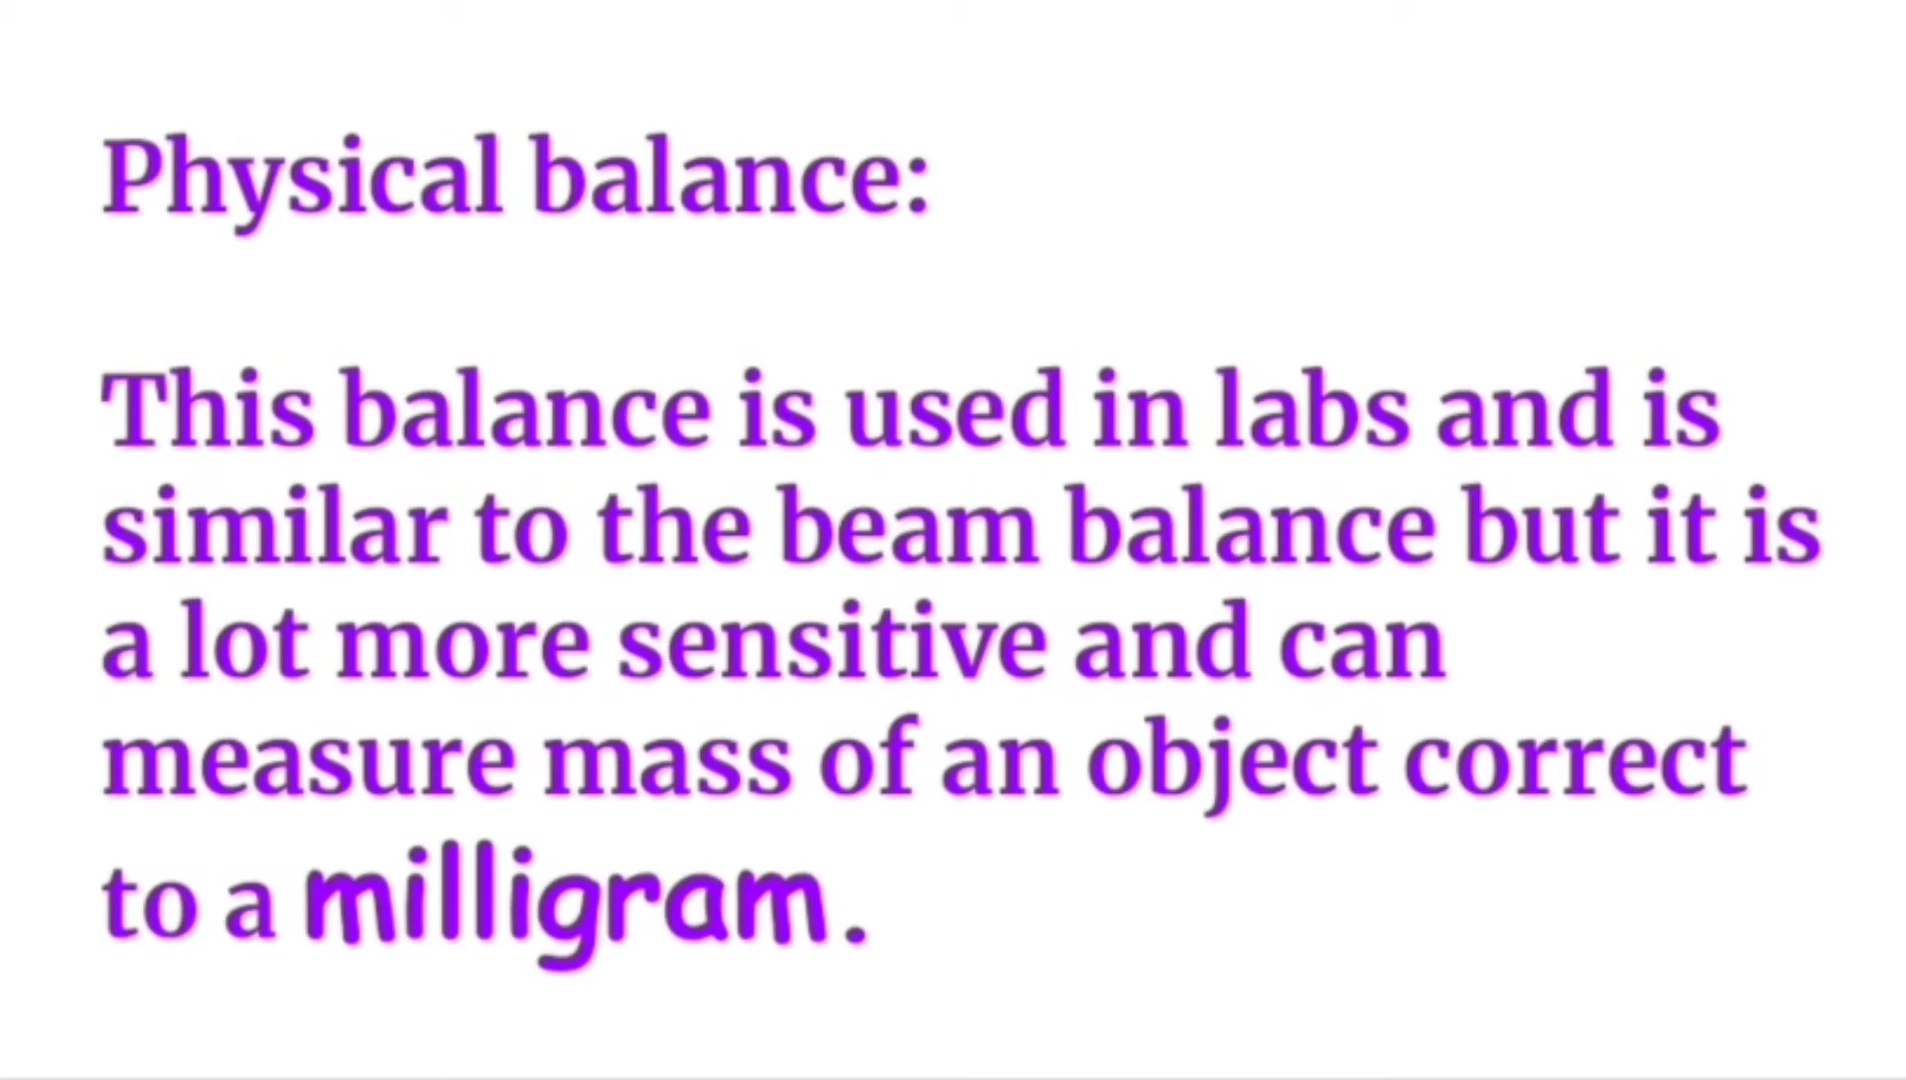 Physical balance:
This balance is used in labs and is
similar to the beam balance but it is
a lot more sensitive and can
measure mass of an object correct
to a milligram.